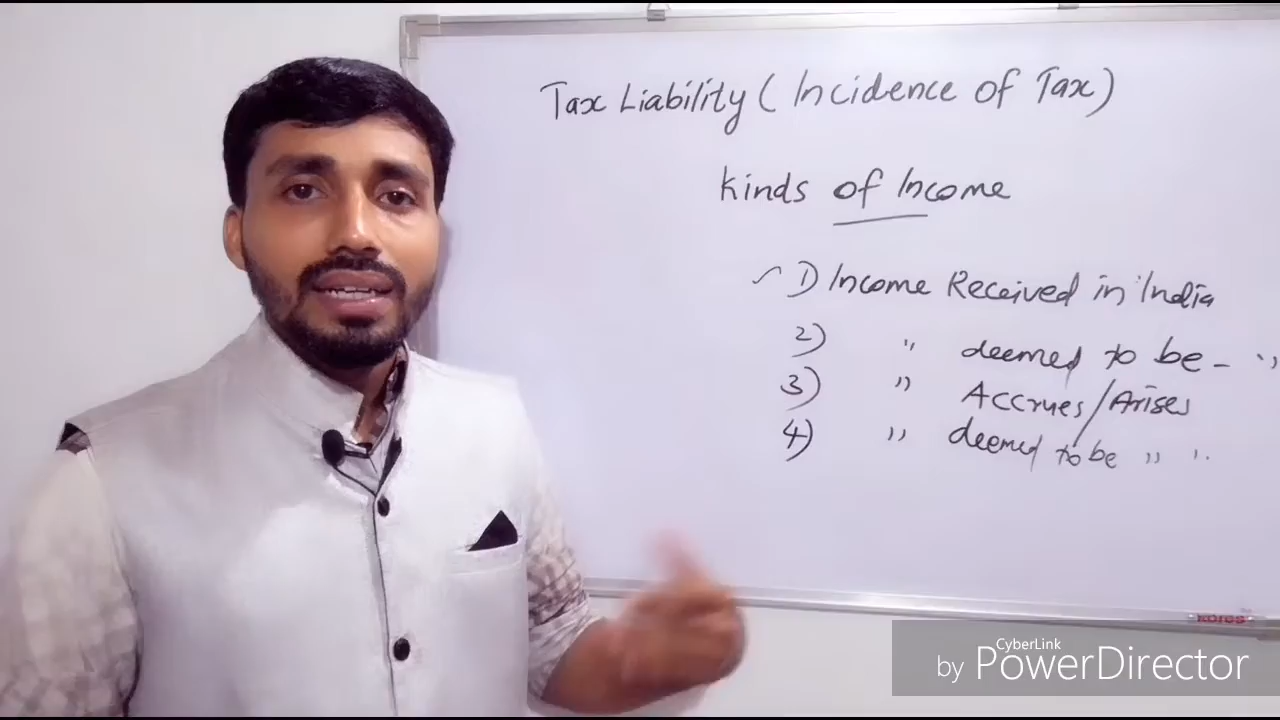 Tax Liability (Incidence of Tax)
Kinds of Income
1) Income Received in India
2) " deemed to be - "
3) " Accrues/Arises
4) " deemed to be " "
KORES
CyberLink
by PowerDirector